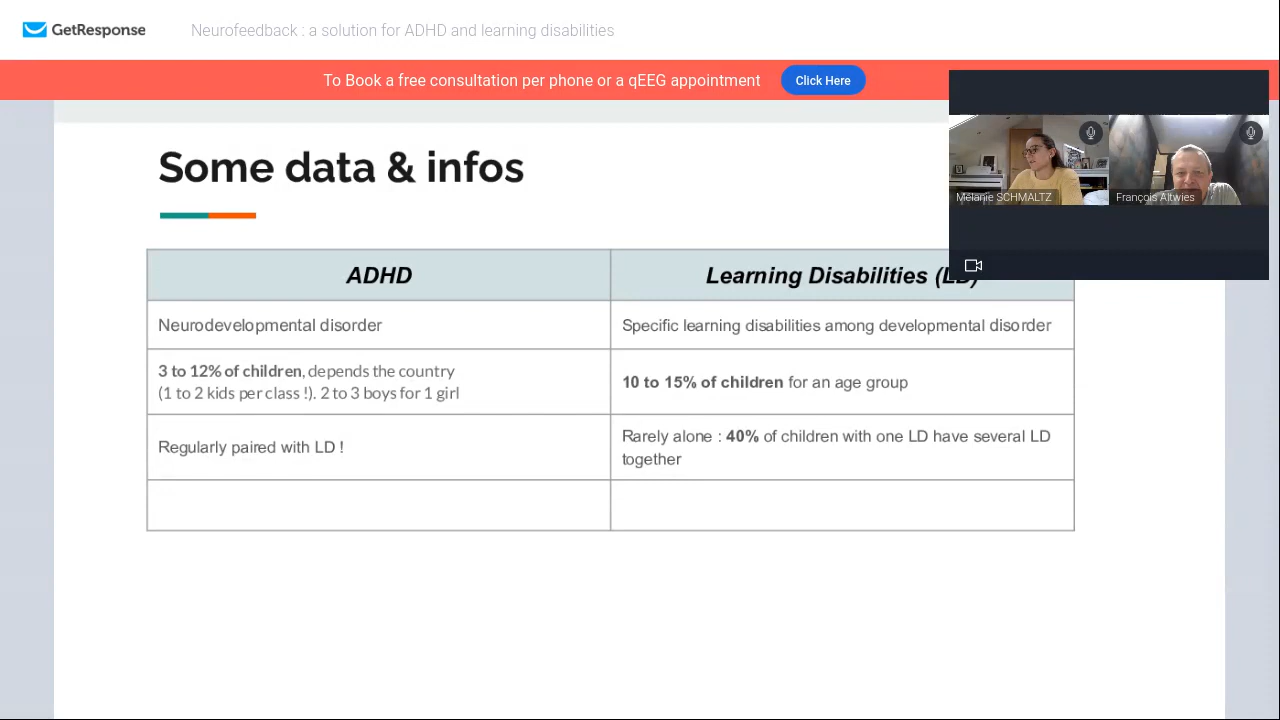 GetResponse
Neurofeedback : a solution for ADHD and learning disabilities
To Book a free consultation per phone or a qEEG appointment
Click Here
Some data & infos
Mélanie SCHMALTZ
François Altwies
ADHD
Learning Disabilities (LD)
Neurodevelopmental disorder
Specific learning disabilities among developmental disorder
3 to 12% of children, depends the country
(1 to 2 kids per class !). 2 to 3 boys for 1 girl
10 to 15% of children for an age group
Regularly paired with LD !
Rarely alone : 40% of children with one LD have several LD
together